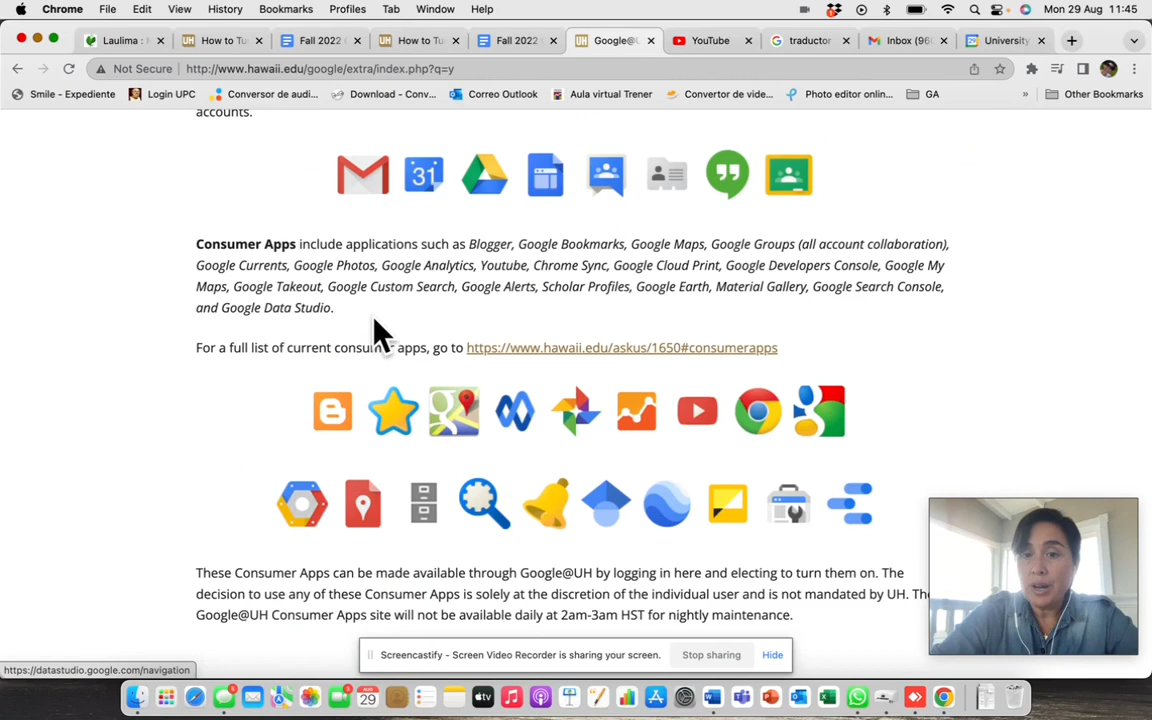 Chrome File Edit View History Bookmarks Profiles Tab Window Help Mon 29 Aug 11:45
Laulima : How to Tu Fall 2022 How to Tu Fall 2022 Google@U YouTube traductor Inbox (96 University
Not Secure http://www.hawaii.edu/google/extra/index.php?q=y
Smile - Expediente Login UPC Conversor de audi... Download - Conv... Correo Outlook Aula virtual Trener Convertor de vide... Photo editor onlin... GA » Other Bookmarks
accounts.
31
Consumer Apps include applications such as Blogger, Google Bookmarks, Google Maps, Google Groups (all account collaboration),
Google Currents, Google Photos, Google Analytics, Youtube, Chrome Sync, Google Cloud Print, Google Developers Console, Google My
Maps, Google Takeout, Google Custom Search, Google Alerts, Scholar Profiles, Google Earth, Material Gallery, Google Search Console,
and Google Data Studio.
For a full list of current consumer apps, go to https://www.hawaii.edu/askus/1650#consumerapps
These Consumer Apps can be made available through Google@UH by logging in here and electing to turn them on. The
decision to use any of these Consumer Apps is solely at the discretion of the individual user and is not mandated by UH. The
Google@UH Consumer Apps site will not be available daily at 2am-3am HST for nightly maintenance.
Screencastify - Screen Video Recorder is sharing your screen. Stop sharing Hide
https://datastudio.google.com/navigation
AUG
29